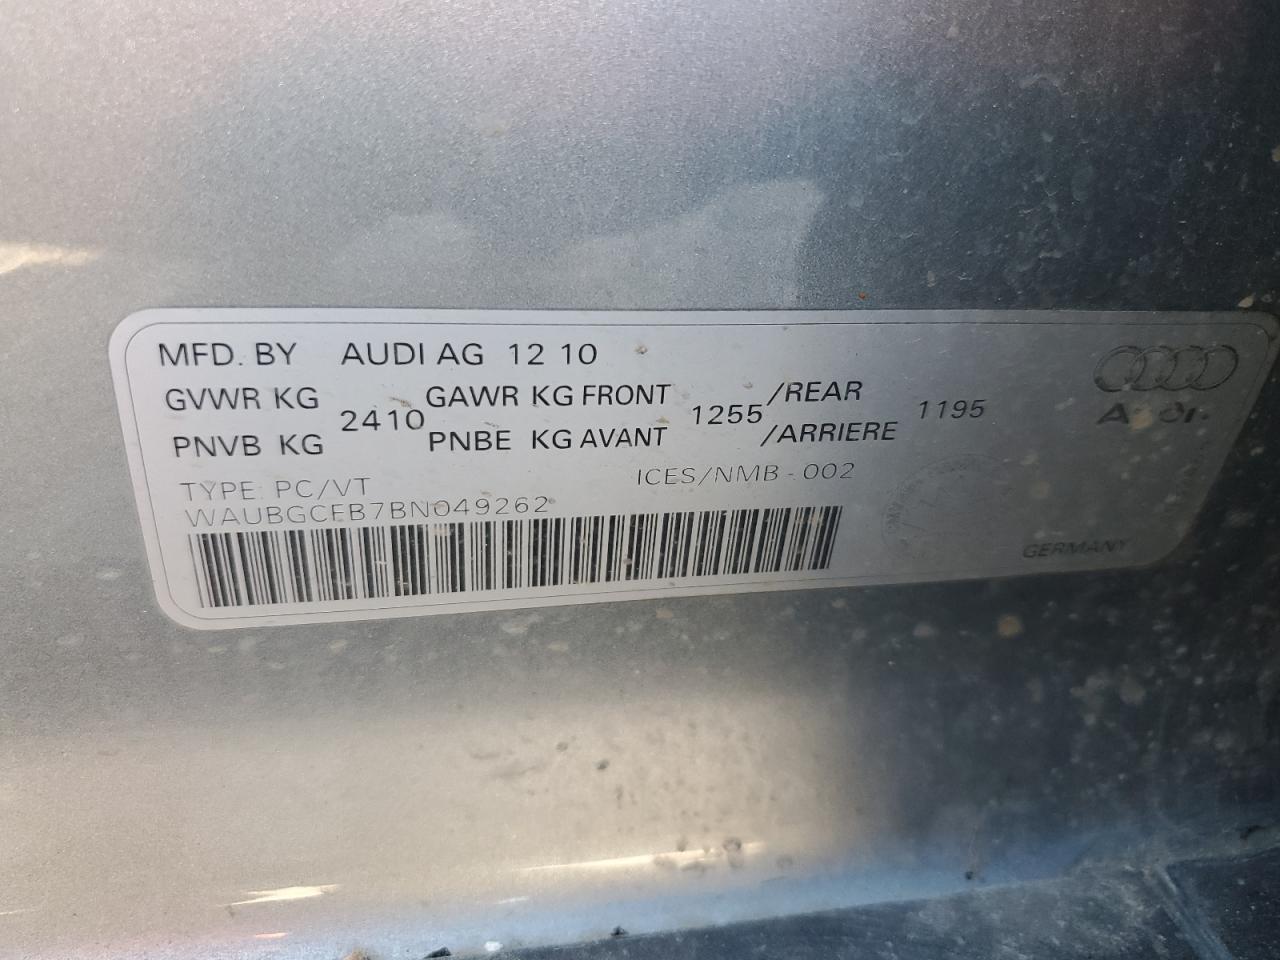 MFD. BY AUDI AG 12 10
GVWR KG 2410 GAWR KG FRONT 1255 /REAR 1195
PNVB KG PNBE KG AVANT /ARRIERE
TYPE: PC/VT ICES/NMB-002
WAUBGCFB7BN049262
Audi
GERMANY